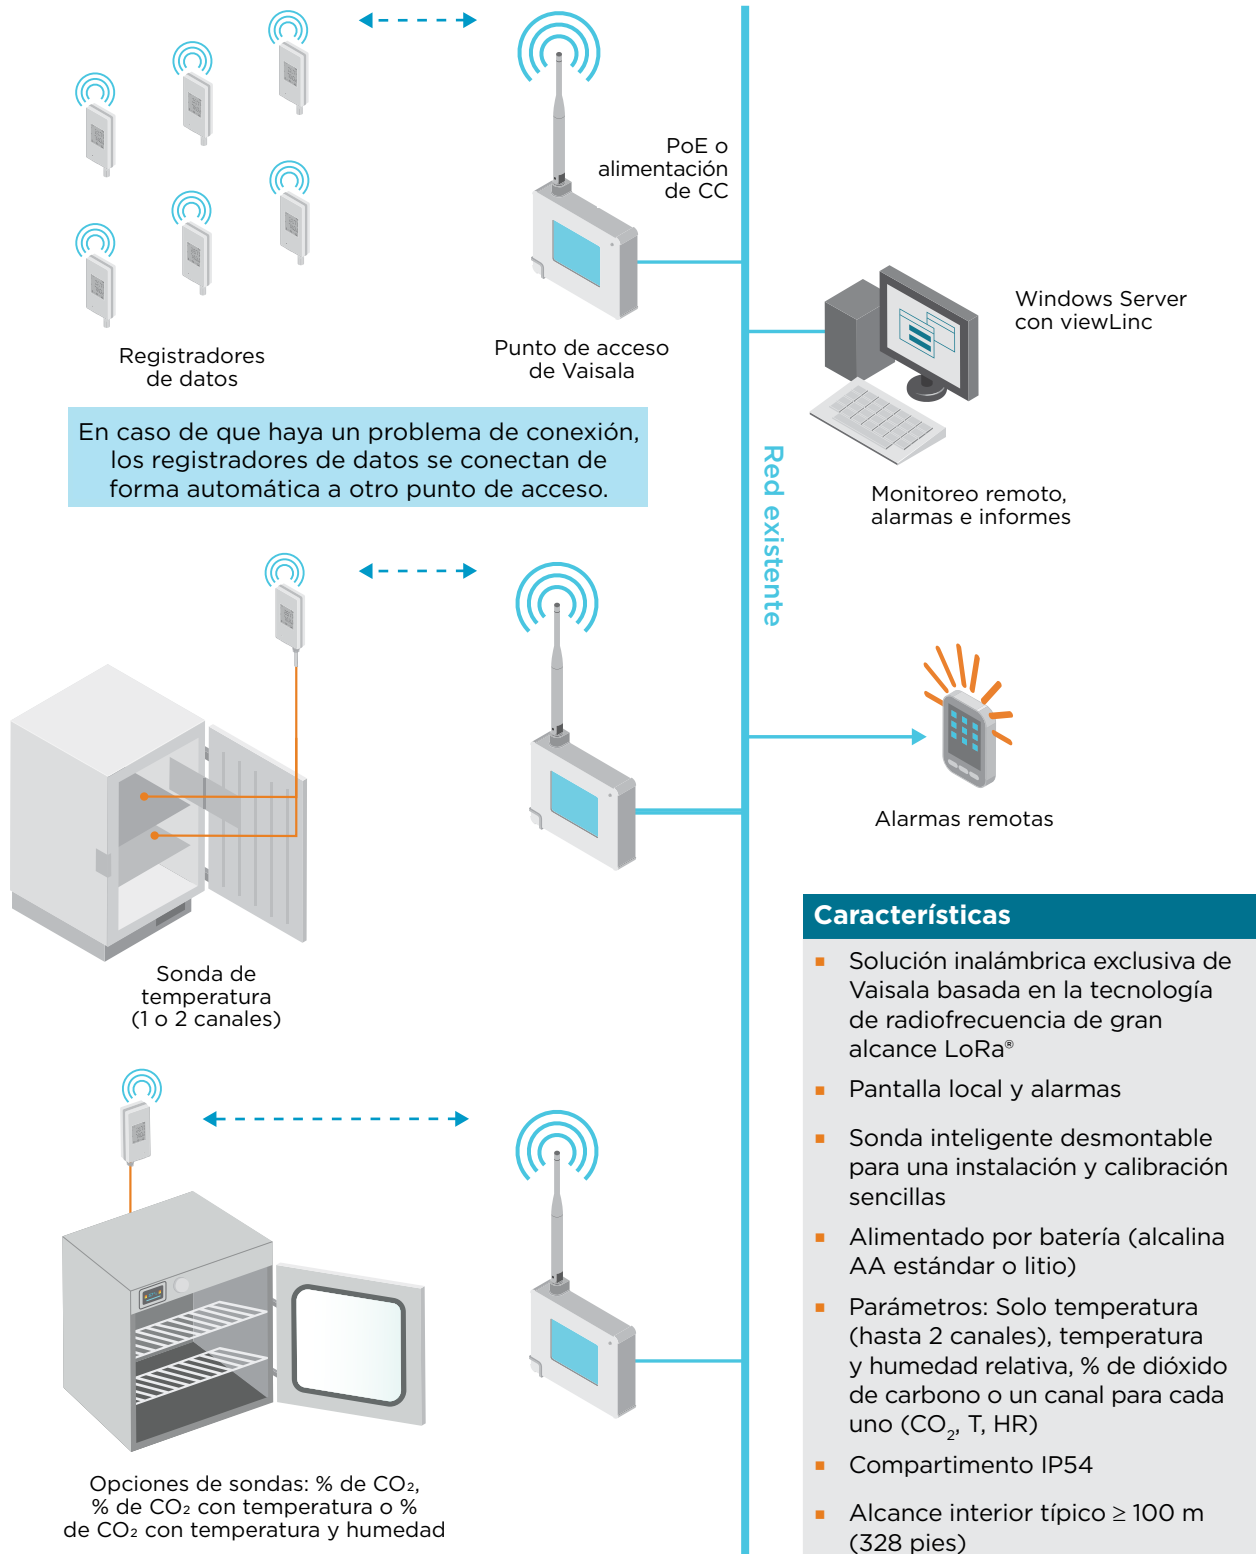 PoE o
alimentación
de CC
Registradores
de datos
Punto de acceso
de Vaisala
Windows Server
con viewLinc
En caso de que haya un problema de conexión,
los registradores de datos se conectan de
forma automática a otro punto de acceso.
Red existente
Monitoreo remoto,
alarmas e informes
Alarmas remotas
Sonda de
temperatura
(1 o 2 canales)
Opciones de sondas: % de CO₂,
% de CO₂ con temperatura o %
de CO₂ con temperatura y humedad
Características
▪ Solución inalámbrica exclusiva de
Vaisala basada en la tecnología
de radiofrecuencia de gran
alcance LoRa®
▪ Pantalla local y alarmas
▪ Sonda inteligente desmontable
para una instalación y calibración
sencillas
▪ Alimentado por batería (alcalina
AA estándar o litio)
▪ Parámetros: Solo temperatura
(hasta 2 canales), temperatura
y humedad relativa, % de dióxido
de carbono o un canal para cada
uno (CO₂, T, HR)
▪ Compartimento IP54
▪ Alcance interior típico ≥ 100 m
(328 pies)